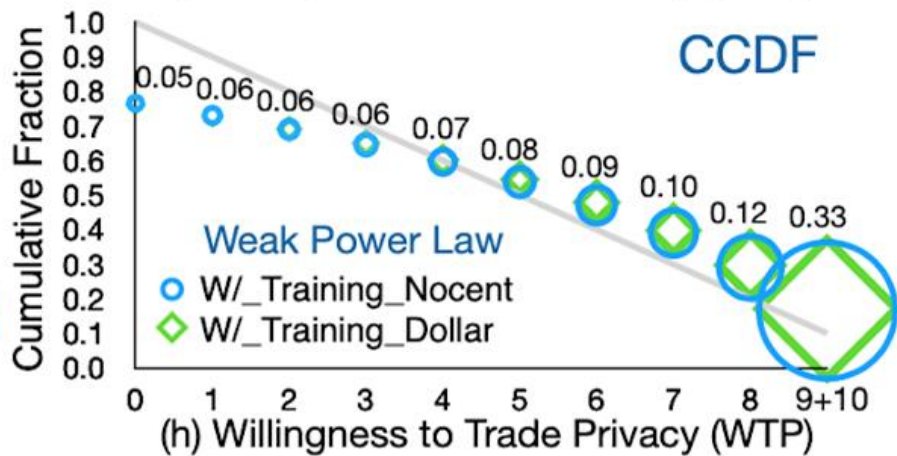 CCDF
Cumulative Fraction
1.0
0.9
0.8
0.7
0.6
0.5
0.4
0.3
0.2
0.1
0.0
0.05 0.06 0.06 0.06 0.07 0.08 0.09 0.10 0.12 0.33
Weak Power Law
W/_Training_Nocent
W/_Training_Dollar
0 1 2 3 4 5 6 7 8 9+10
(h) Willingness to Trade Privacy (WTP)